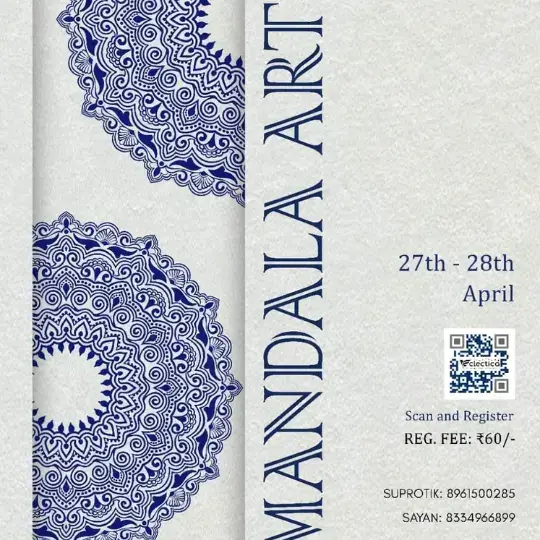 MANDALA ART
27th - 28th
April
Eclectica
Scan and Register
REG. FEE: ₹60/-
SUPROTIK: 8961500285
SAYAN: 8334966899